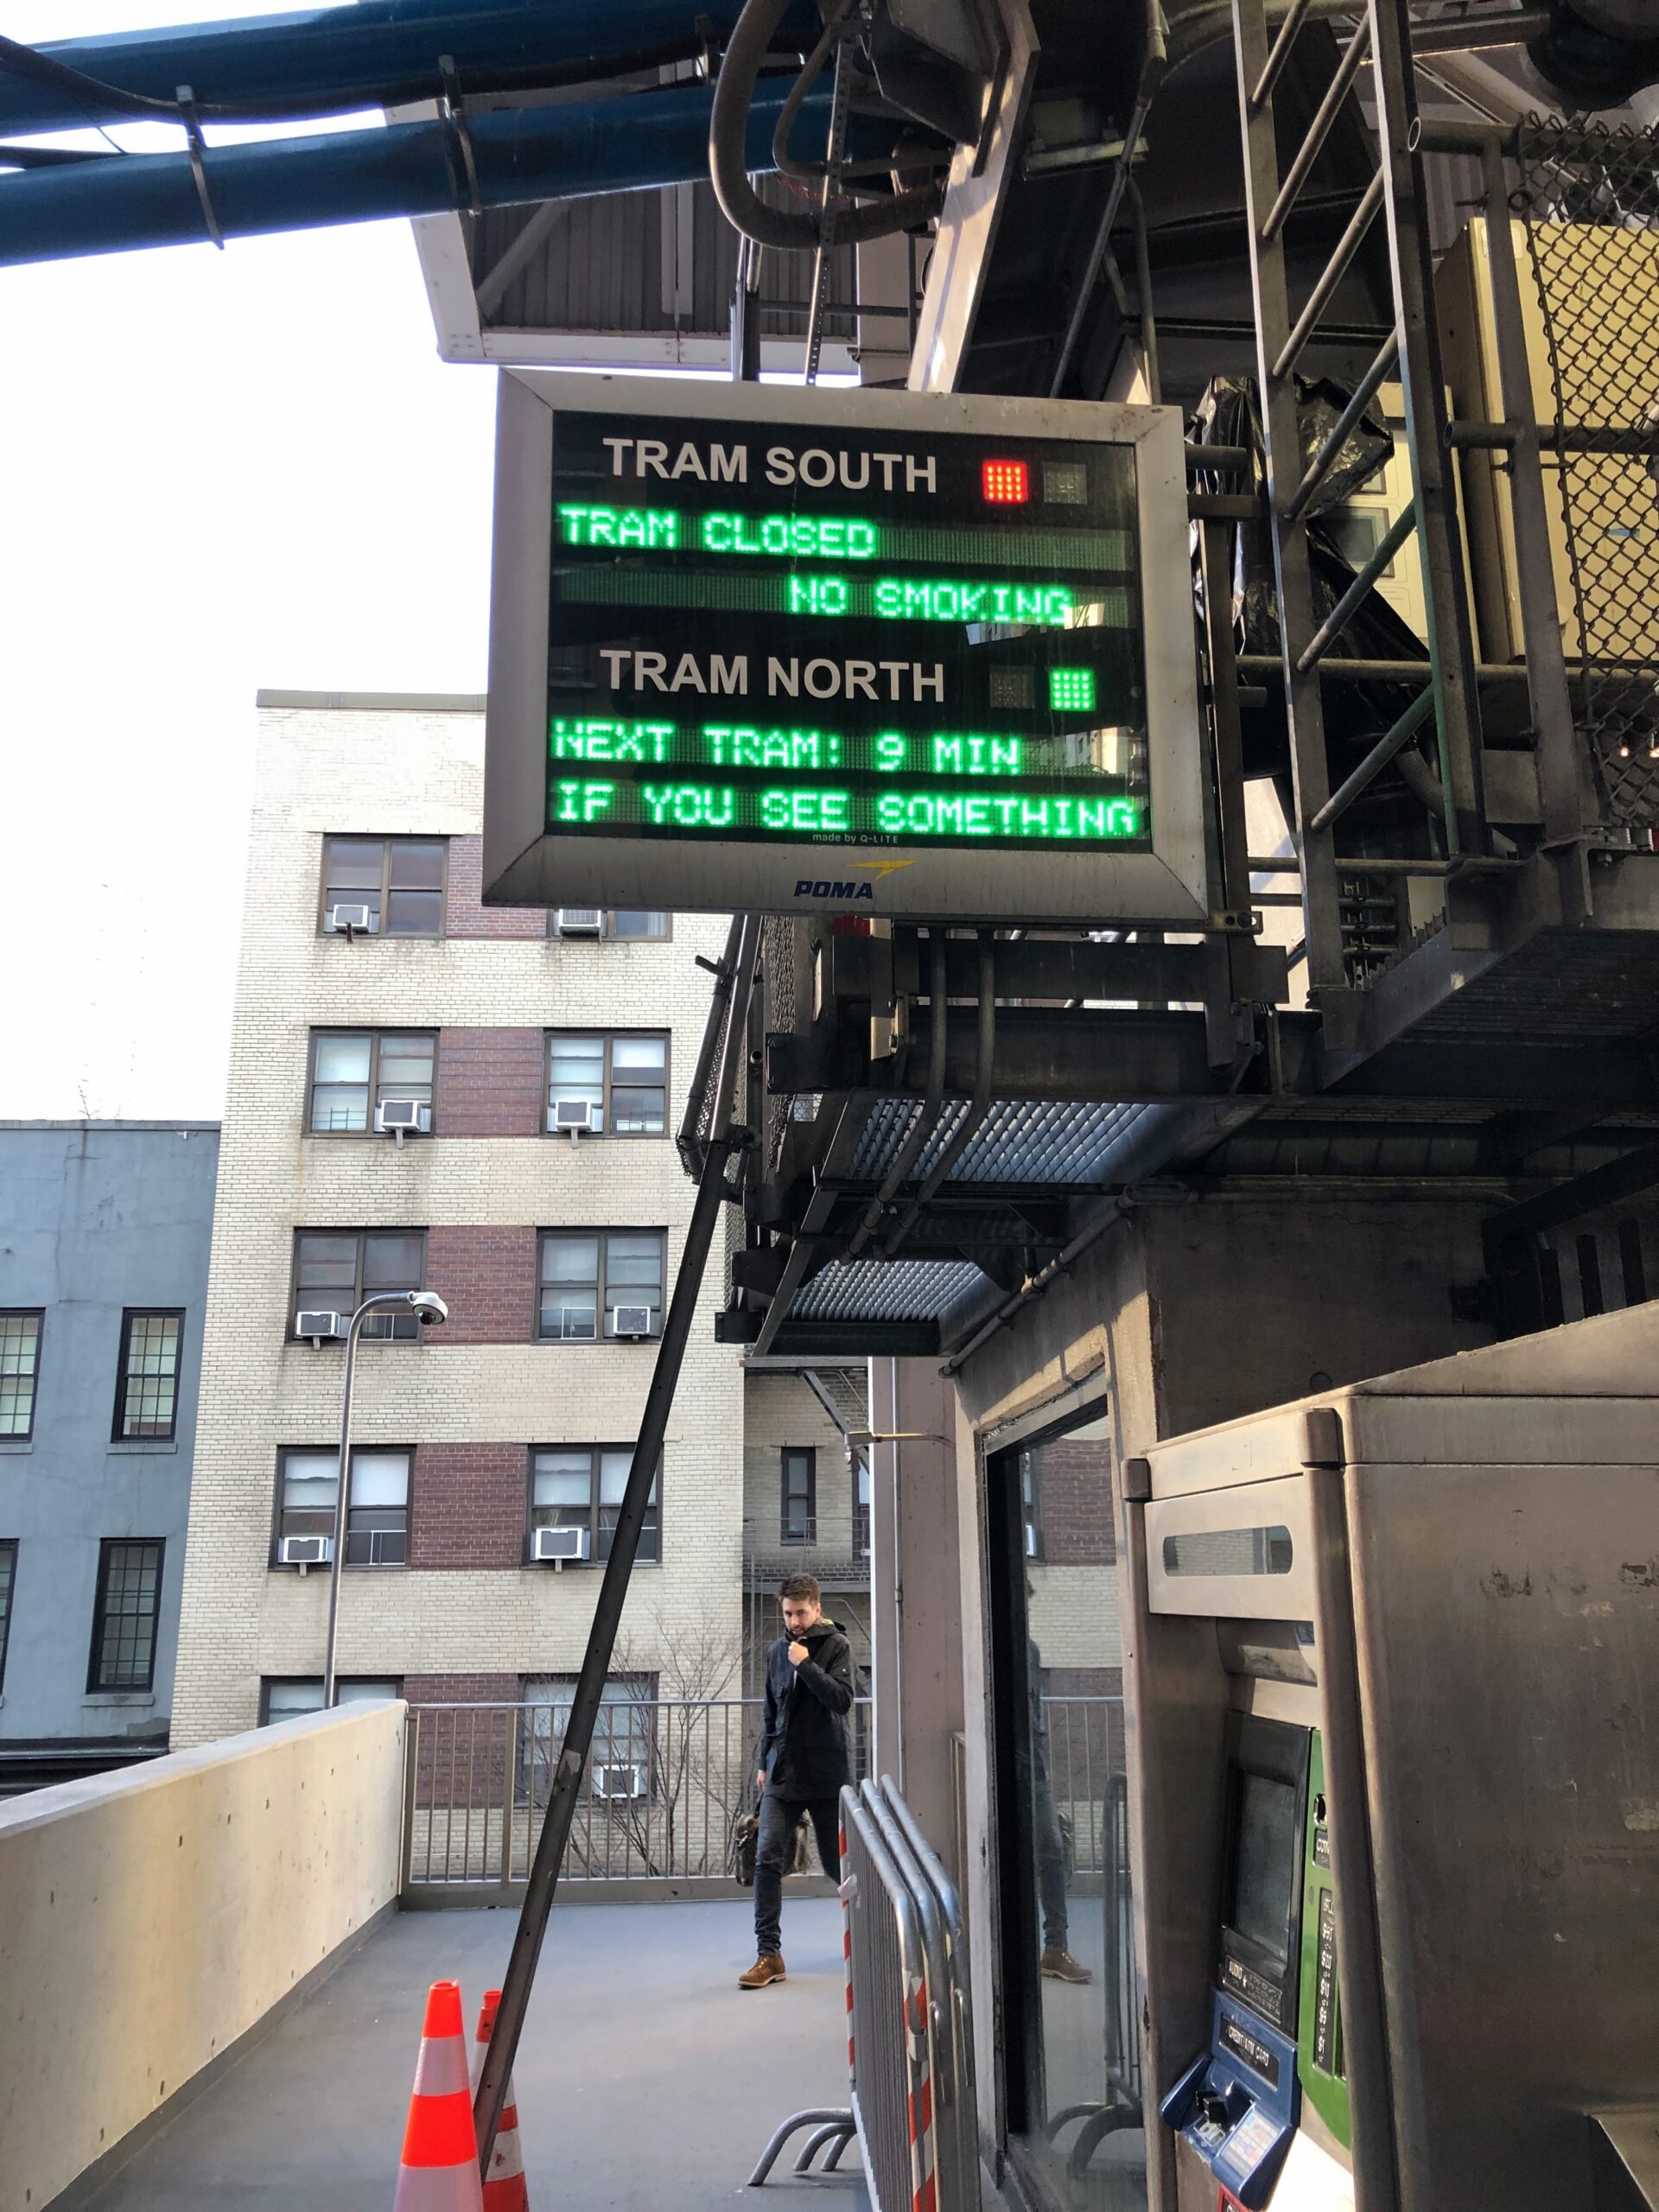 TRAM SOUTH
TRAM CLOSED
NO SMOKING
TRAM NORTH
NEXT TRAM: 9 MIN
IF YOU SEE SOMETHING
made by Q-LITE
POMA
AUDIO